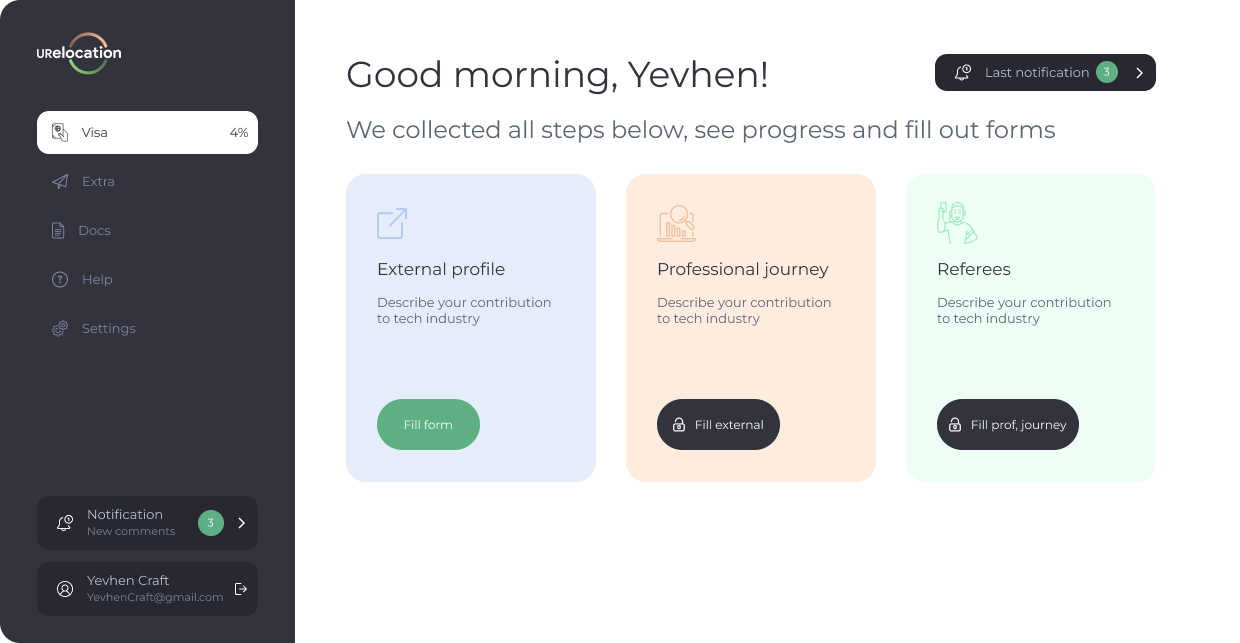 URelocation
Visa 4%
Extra
Docs
? Help
Settings
Notification
New comments
3
Yevhen Craft
YevhenCraft@gmail.com
Good morning, Yevhen!
Last notification 3
We collected all steps below, see progress and fill out forms
External profile
Describe your contribution
to tech industry
Fill form
Professional journey
Describe your contribution
to tech industry
Fill external
Referees
Describe your contribution
to tech industry
Fill prof, journey